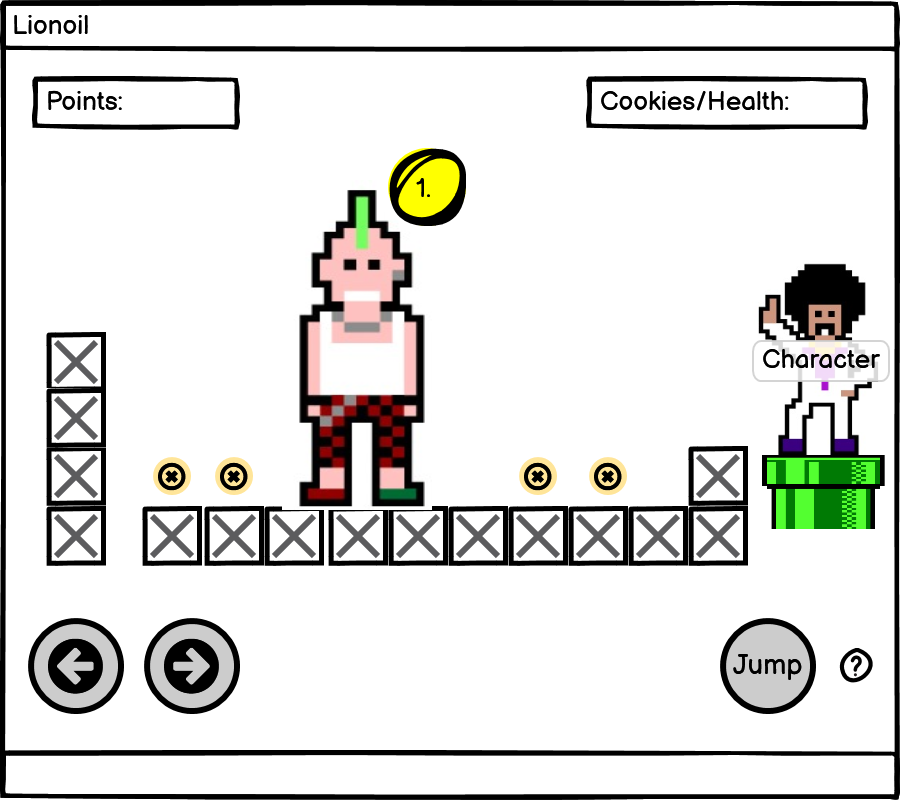 Lionoil
Points:
Cookies/Health:
1.
Character
Jump
?